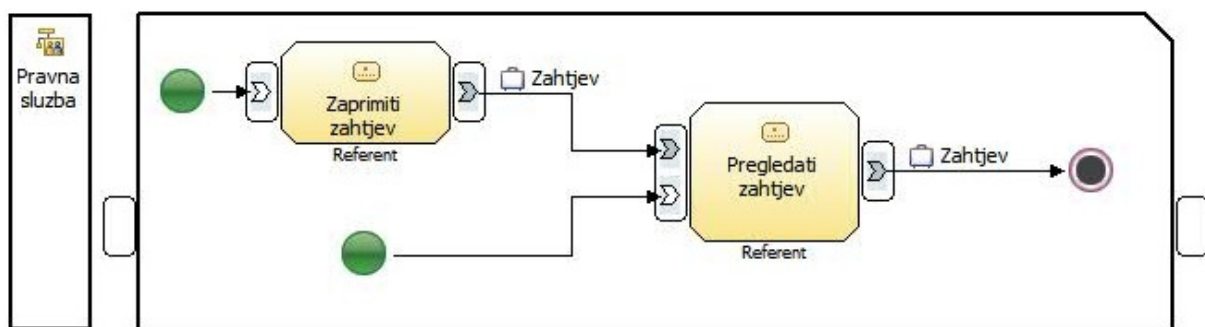 Pravna
sluzba
Zaprimiti
zahtjev
Referent
Zahtjev
Pregledati
zahtjev
Referent
Zahtjev